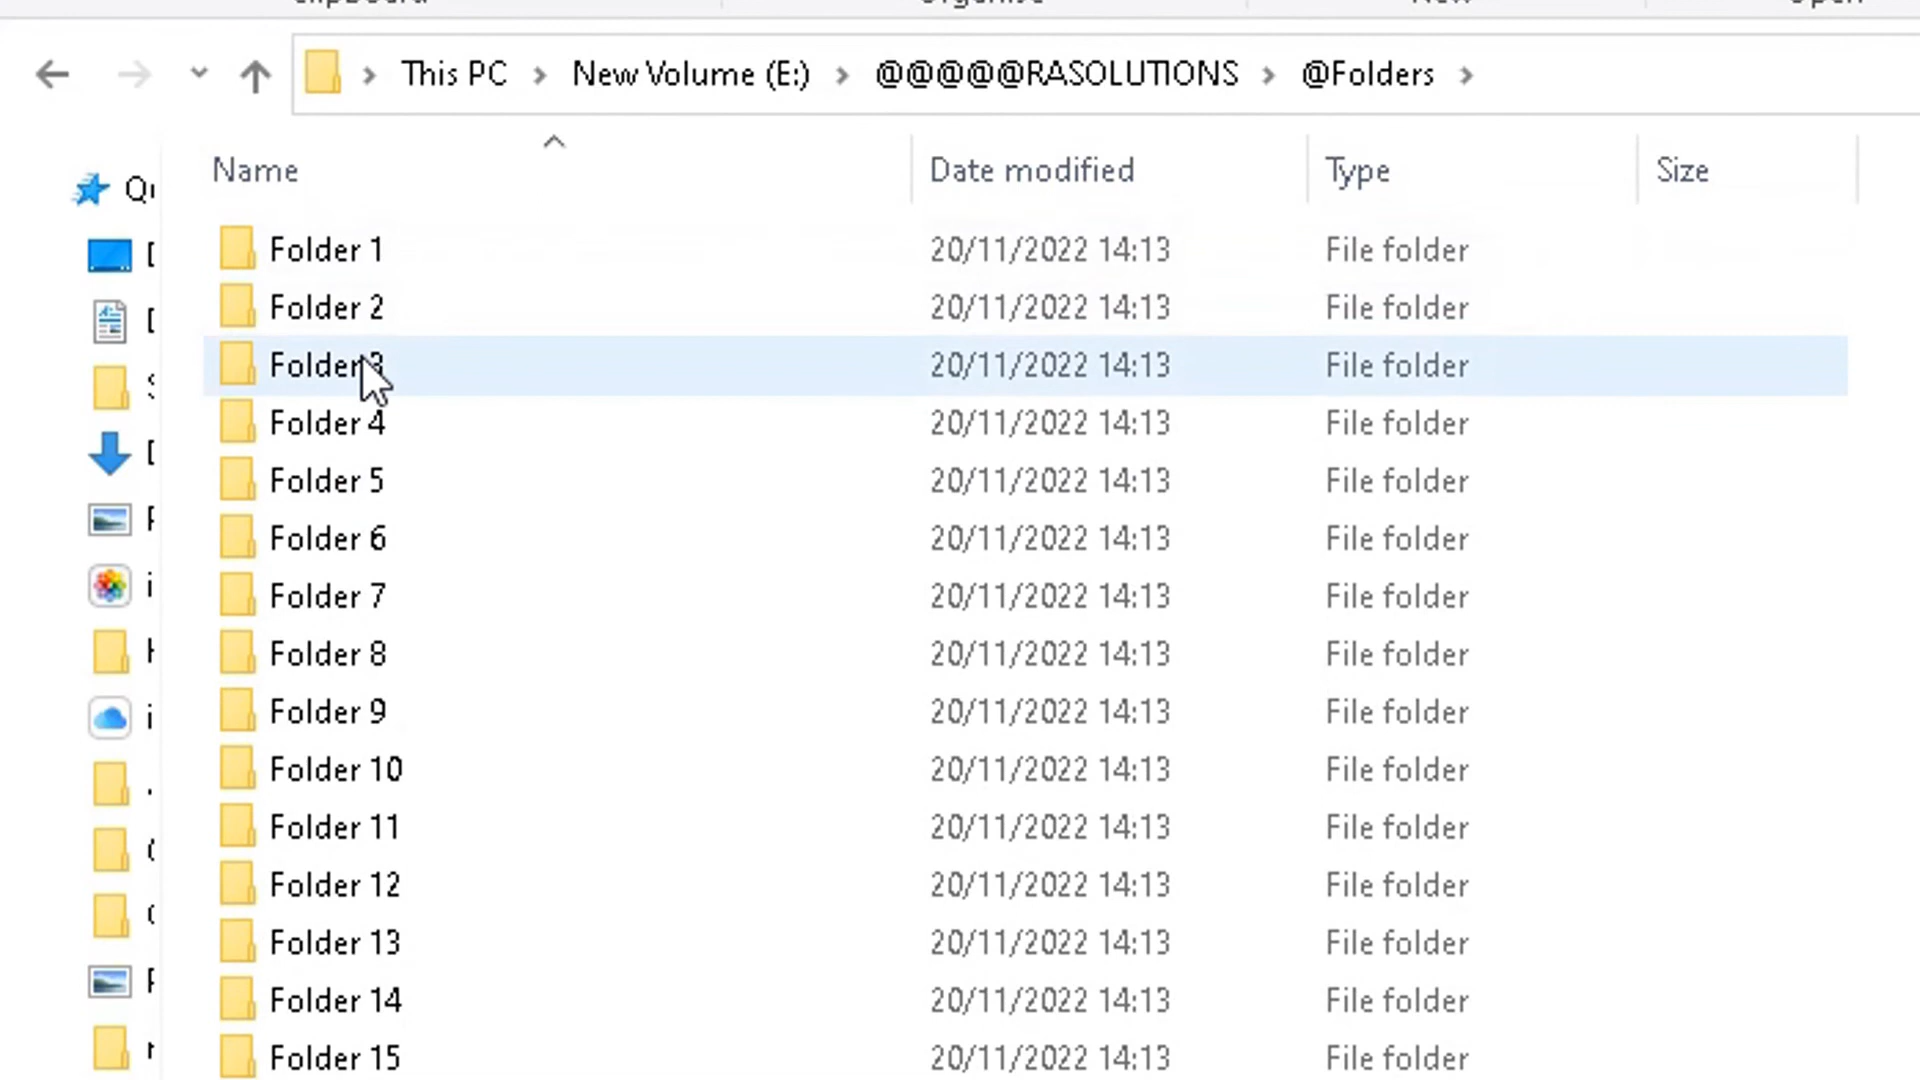 This PC > New Volume (E:) > @@@@@RASOLUTIONS > @Folders >
Name Date modified Type Size
Folder 1 20/11/2022 14:13 File folder
Folder 2 20/11/2022 14:13 File folder
Folder 3 20/11/2022 14:13 File folder
Folder 4 20/11/2022 14:13 File folder
Folder 5 20/11/2022 14:13 File folder
Folder 6 20/11/2022 14:13 File folder
Folder 7 20/11/2022 14:13 File folder
Folder 8 20/11/2022 14:13 File folder
Folder 9 20/11/2022 14:13 File folder
Folder 10 20/11/2022 14:13 File folder
Folder 11 20/11/2022 14:13 File folder
Folder 12 20/11/2022 14:13 File folder
Folder 13 20/11/2022 14:13 File folder
Folder 14 20/11/2022 14:13 File folder
Folder 15 20/11/2022 14:13 File folder